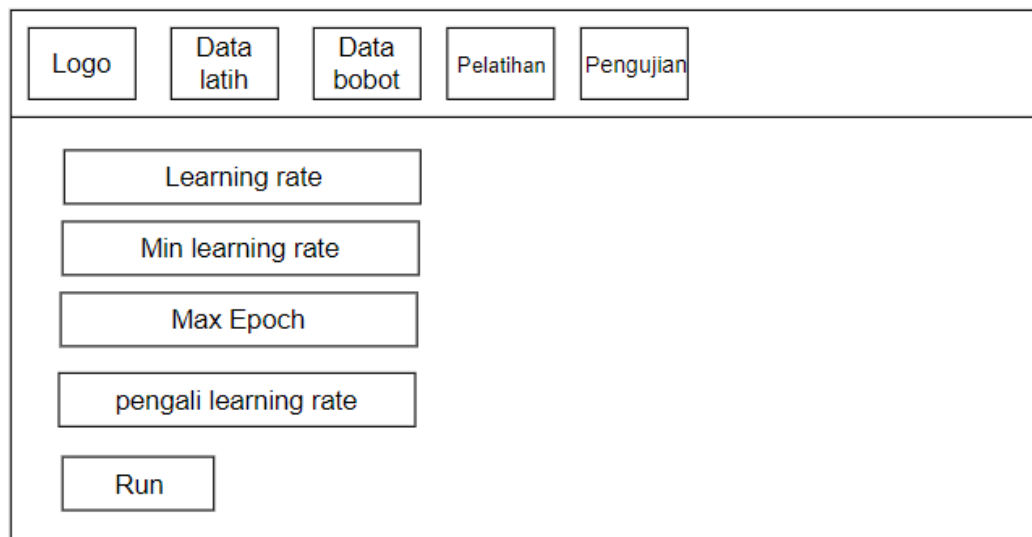 Logo
Data
latih
Data
bobot
Pelatihan
Pengujian
Learning rate
Min learning rate
Max Epoch
pengali learning rate
Run